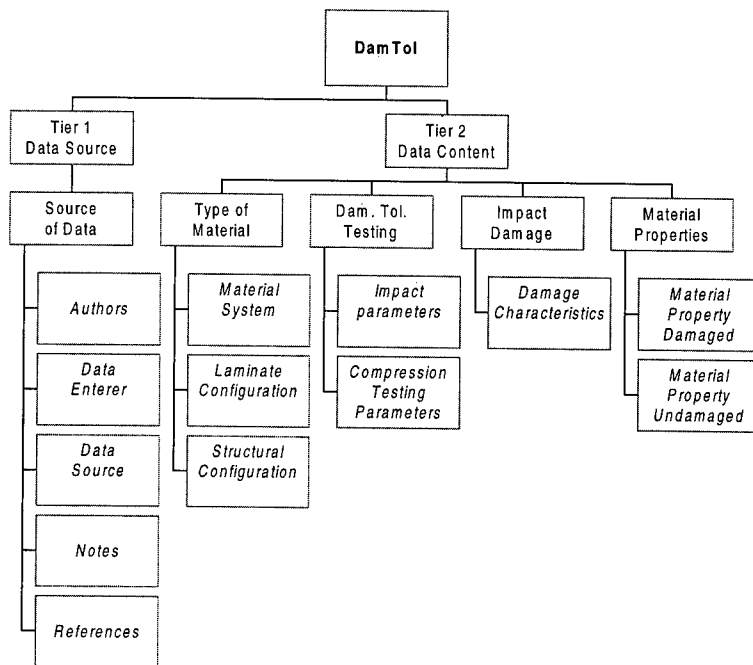 DamTol
Tier 1
Data Source
Tier 2
Data Content
Source
of Data
Type of
Material
Dam. Tol.
Testing
Impact
Damage
Material
Properties
Authors
Data
Enterer
Data
Source
Notes
References
Material
System
Laminate
Configuration
Structural
Configuration
Impact
parameters
Compression
Testing
Parameters
Damage
Characteristics
Material
Property
Damaged
Material
Property
Undamaged